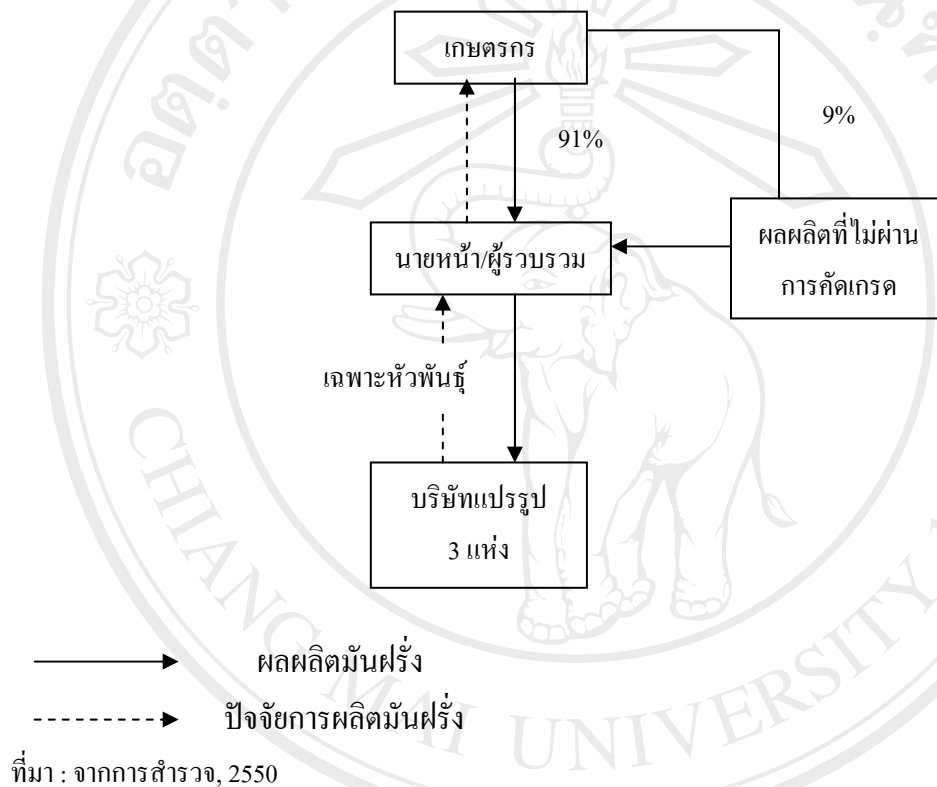 เกษตรกร
9%
91%
ผลผลิตที่ไม่ผ่าน
การคัดเกรด
นายหน้า/ผู้รวบรวม
เฉพาะหัวพันธุ์
บริษัทแปรรูป
3 แห่ง
ผลผลิตมันฝรั่ง
ปัจจัยการผลิตมันฝรั่ง
ที่มา : จากการสำรวจ, 2550
CHIANG MAI UNIVERSITY